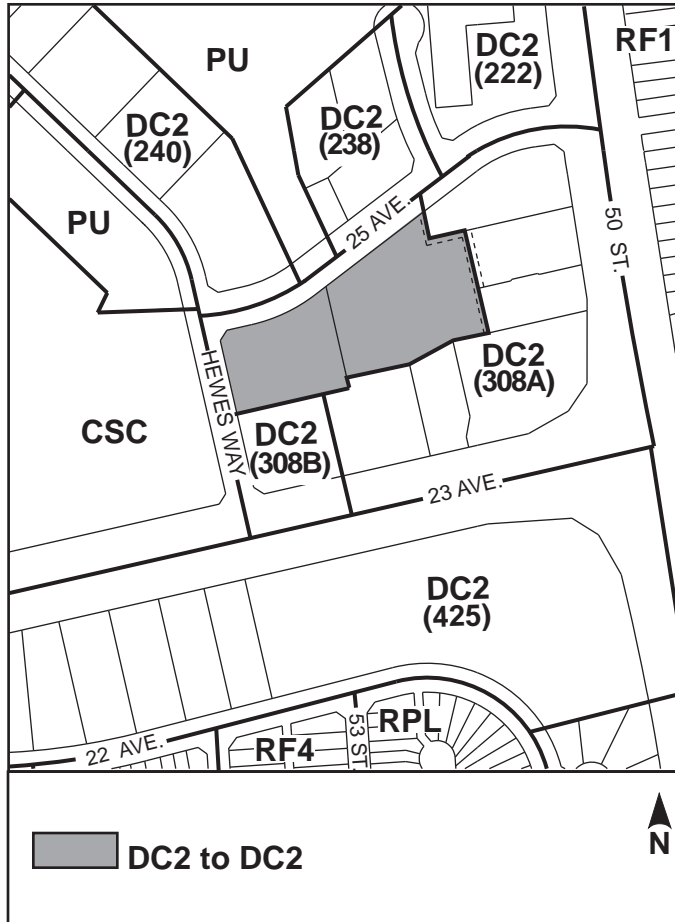 PU
RF1
DC2
(222)
DC2
(240)
DC2
(238)
PU
25 AVE.
50 ST.
HEWES WAY
DC2
(308A)
CSC
DC2
(308B)
23 AVE.
DC2
(425)
22 AVE.
RF4
53 ST.
RPL
DC2 to DC2
N